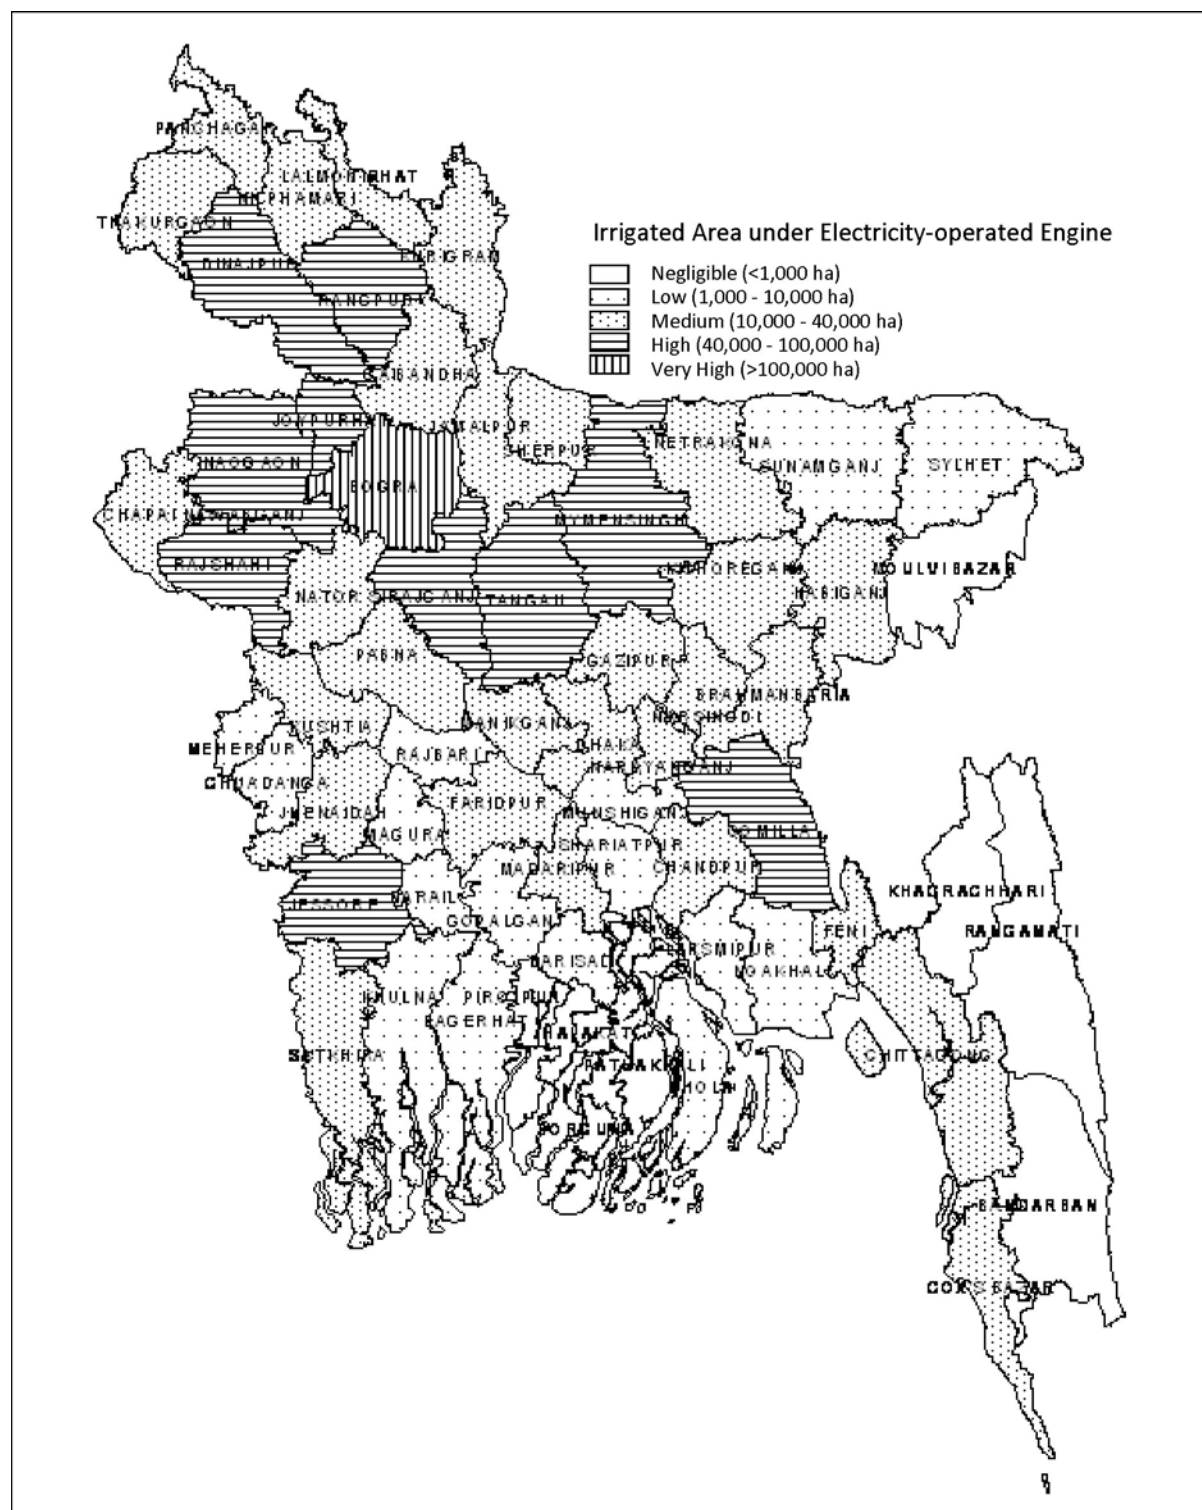 PANCHAGAR
LALMONIRHAT
NILPHAMARI
THAKURGAON
Irrigated Area under Electricity-operated Engine
KURIGRAM
DINAJPUR
Negligible (<1,000 ha)
RANGPUR
Low (1,000 - 10,000 ha)
Medium (10,000 - 40,000 ha)
High (40,000 - 100,000 ha)
Very High (>100,000 ha)
GAIBANDHA
JOYPURHAT
JAMALPUR
SHERPUR
NETRAKONA
NAOGAON
SUNAMGANJ
SYLHET
BOGRA
CHAPAI NAWABGANJ
MYMENSINGH
RAJSHAHI
KISHOREGANJ
MOULVIBAZAR
HABIGANJ
NATOR
SIRAJGANJ
TANGAIL
PABNA
GAZIPUR
BRAHMANBARIA
NARSINGDI
MANIKGANJ
KUSHTIA
DHAKA
MEHERPUR
RAJBARI
NARAYANGANJ
CHUADANGA
FARIDPUR
JHENAIDAH
MUNSHIGANJ
MAGURA
COMILLA
SHARIATPUR
MADARIPUR
CHANDPUR
KHAGRACHHARI
NARAIL
JESSORE
GOPALGANJ
FENI
RANGAMATI
BARISAL
LAKSMIPUR
NOAKHALI
KHULNA
PIROJPUR
BAGERHAT
JHALAKATI
SATKHIRA
CHITTAGONG
PATUAKHALI
BHOLA
BORGUNA
BANDARBAN
COX'S BAZAR